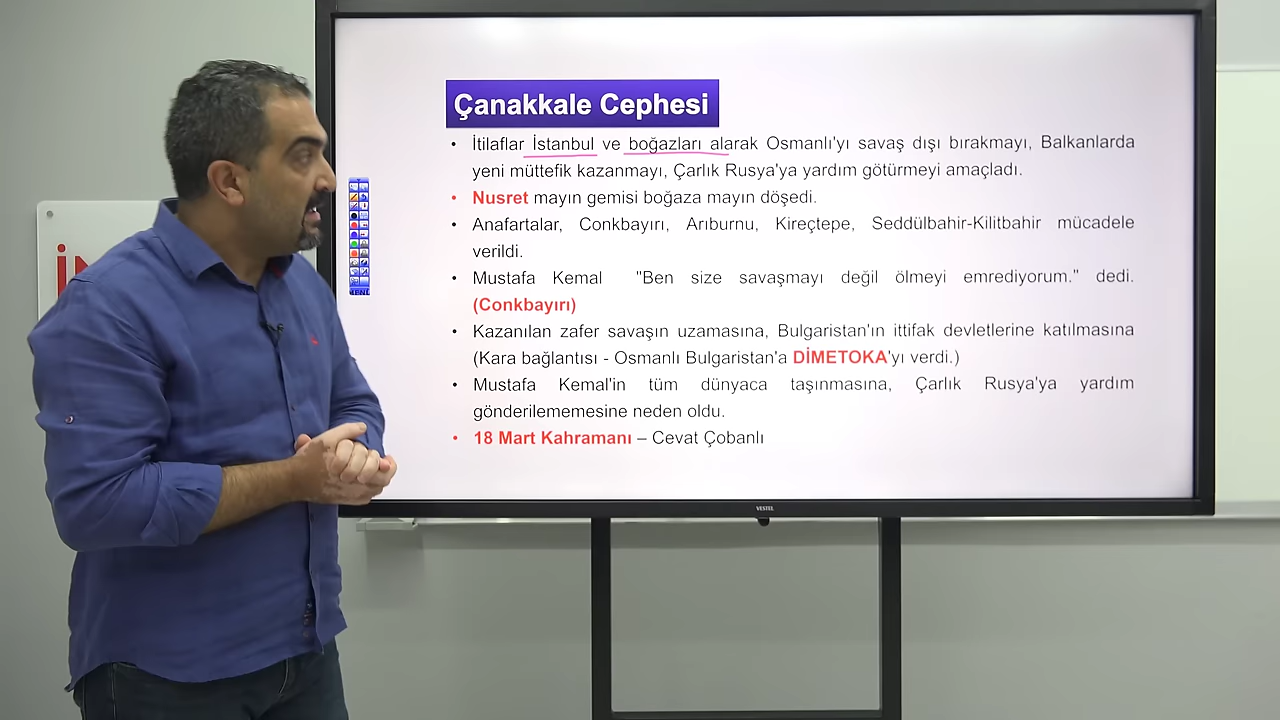 Çanakkale Cephesi
• İtilaflar İstanbul ve boğazları alarak Osmanlı'yı savaş dışı bırakmayı, Balkanlarda
yeni müttefik kazanmayı, Çarlık Rusya'ya yardım götürmeyi amaçladı.
• Nusret mayın gemisi boğaza mayın döşedi.
• Anafartalar, Conkbayırı, Arıburnu, Kireçtepe, Seddülbahir-Kilitbahir mücadele
verildi.
• Mustafa Kemal "Ben size savaşmayı değil ölmeyi emrediyorum." dedi.
(Conkbayırı)
• Kazanılan zafer savaşın uzamasına, Bulgaristan'ın ittifak devletlerine katılmasına
(Kara bağlantısı - Osmanlı Bulgaristan'a DİMETOKA'yı verdi.)
• Mustafa Kemal'in tüm dünyaca taşınmasına, Çarlık Rusya'ya yardım
gönderilememesine neden oldu.
• 18 Mart Kahramanı – Cevat Çobanlı
MENU
VESTEL